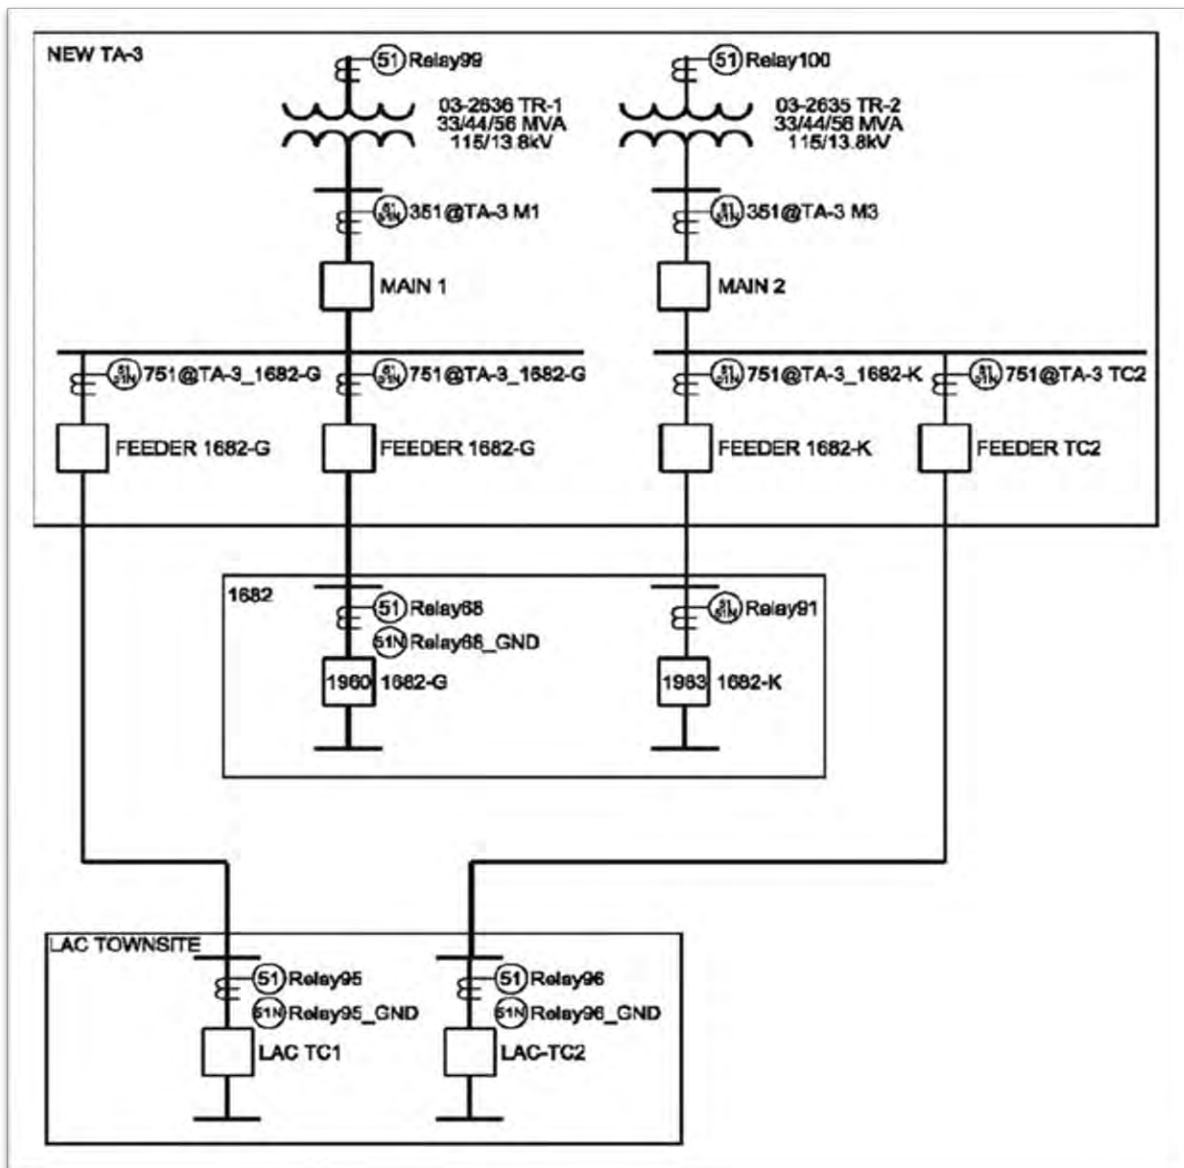 NEW TA-3
51 Relay99
51 Relay100
03-2636 TR-1
33/44/56 MVA
115/13.8kV
03-2635 TR-2
33/44/56 MVA
115/13.8kV
51 51N 351@TA-3 M1
51 51N 351@TA-3 M3
MAIN 1
MAIN 2
51 51N 751@TA-3_1682-G
51 51N 751@TA-3_1682-G
51 51N 751@TA-3_1682-K
51 51N 751@TA-3 TC2
FEEDER 1682-G
FEEDER 1682-G
FEEDER 1682-K
FEEDER TC2
1682
51 Relay68
51N Relay68_GND
51 51N Relay91
1960 1682-G
1983 1682-K
LAC TOWNSITE
51 Relay95
51N Relay95_GND
51 Relay96
51N Relay96_GND
LAC TC1
LAC-TC2